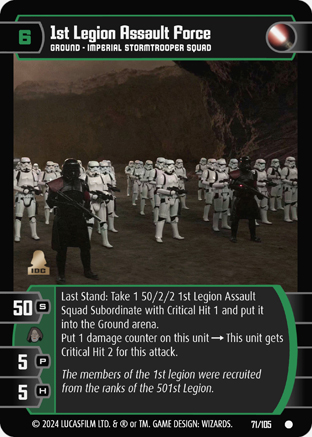 6
1st Legion Assault Force
GROUND - IMPERIAL STORMTROOPER SQUAD
IDC
50 S
5 P
5 H
Last Stand: Take 1 50/2/2 1st Legion Assault
Squad Subordinate with Critical Hit 1 and put it
into the Ground arena.
Put 1 damage counter on this unit → This unit gets
Critical Hit 2 for this attack.
The members of the 1st legion were recruited
from the ranks of the 501st Legion.
© 2024 LUCASFILM LTD. & ® or TM. GAME DESIGN: WIZARDS.
71/105